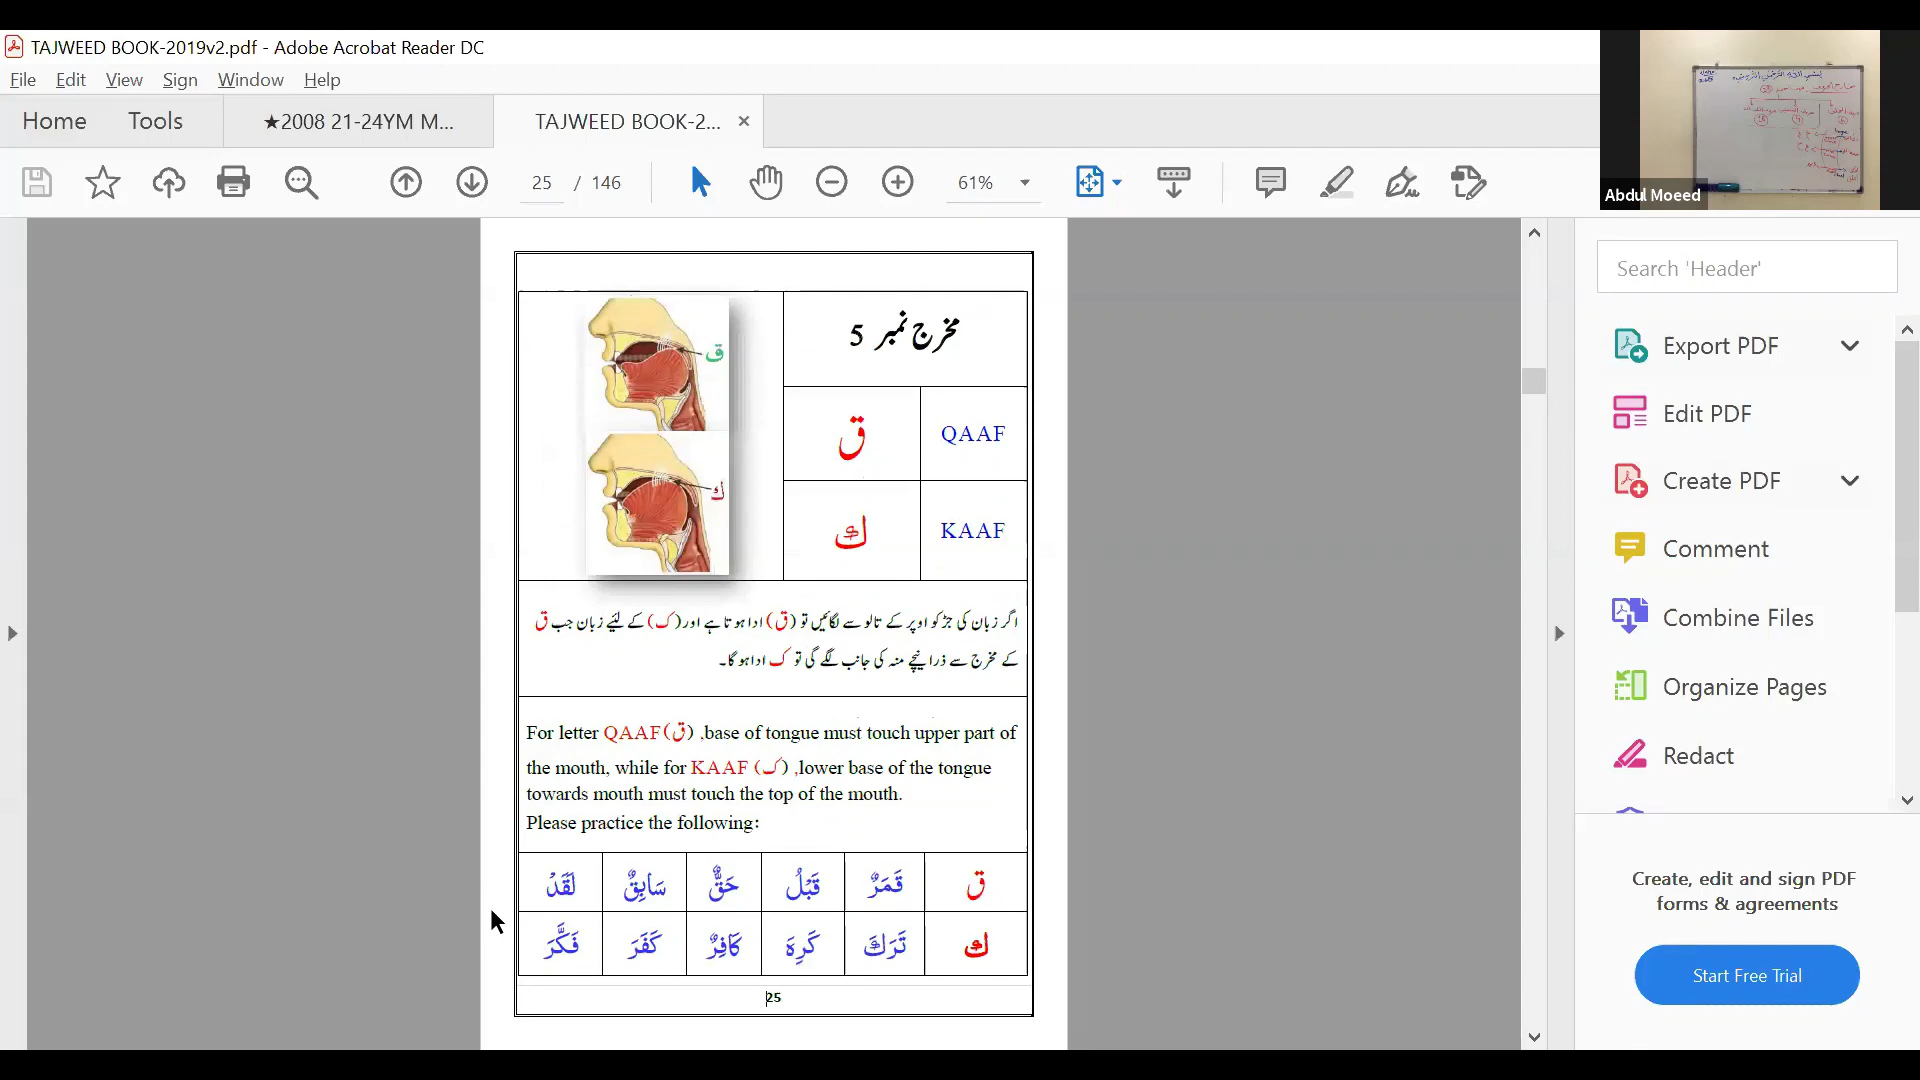 TAJWEED BOOK-2019v2.pdf - Adobe Acrobat Reader DC
File Edit View Sign Window Help
Home Tools ★2008 21-24YM M... TAJWEED BOOK-2... ×
25 / 146 61%
Abdul Moeed
Search 'Header'
Export PDF
Edit PDF
Create PDF
Comment
Combine Files
Organize Pages
Redact
Create, edit and sign PDF
forms & agreements
Start Free Trial
مخرج نمبر 5
ق
ك
ق QAAF
ك KAAF
اگر زبان کی جڑ کو اوپر کے تالو سے لگائیں تو (ق) ادا ہوتا ہے اور (ک) کے لئیے زبان جب ق
کے مخرج سے ذرا نیچے منہ کی جانب لگے گی تو ک ادا ہو گا۔
For letter QAAF(ق) ,base of tongue must touch upper part of
the mouth, while for KAAF (ک) ,lower base of the tongue
towards mouth must touch the top of the mouth.
Please practice the following:
ق قَمَرٌ قَبْلُ حَقٌّ سَابِقٌ لَقَدْ
ك تَرَكَ كَرِهَ كَافِرٌ كَفَرَ فَكَّرَ
25